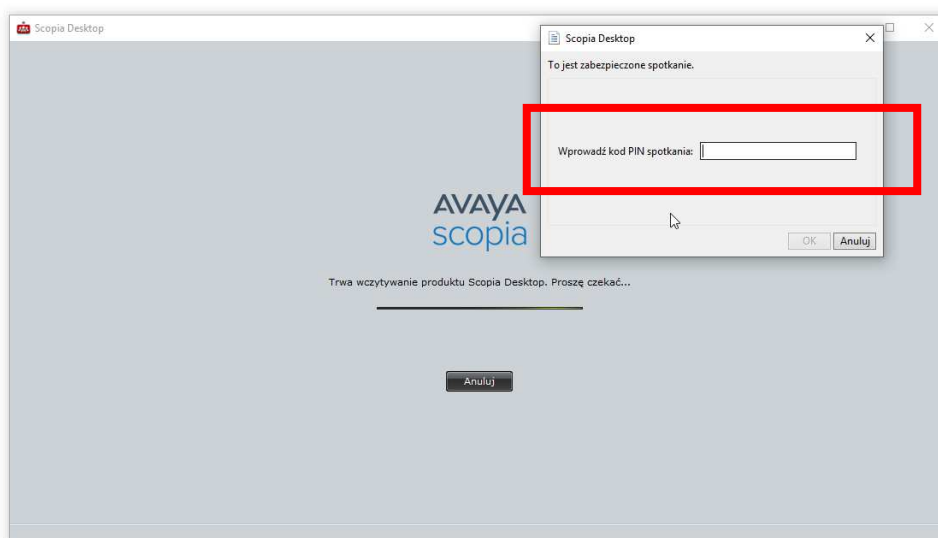 Scopia Desktop
Scopia Desktop
To jest zabezpieczone spotkanie.
Wprowadź kod PIN spotkania:
OK Anuluj
AVAYA
scopia
Trwa wczytywanie produktu Scopia Desktop. Proszę czekać...
Anuluj